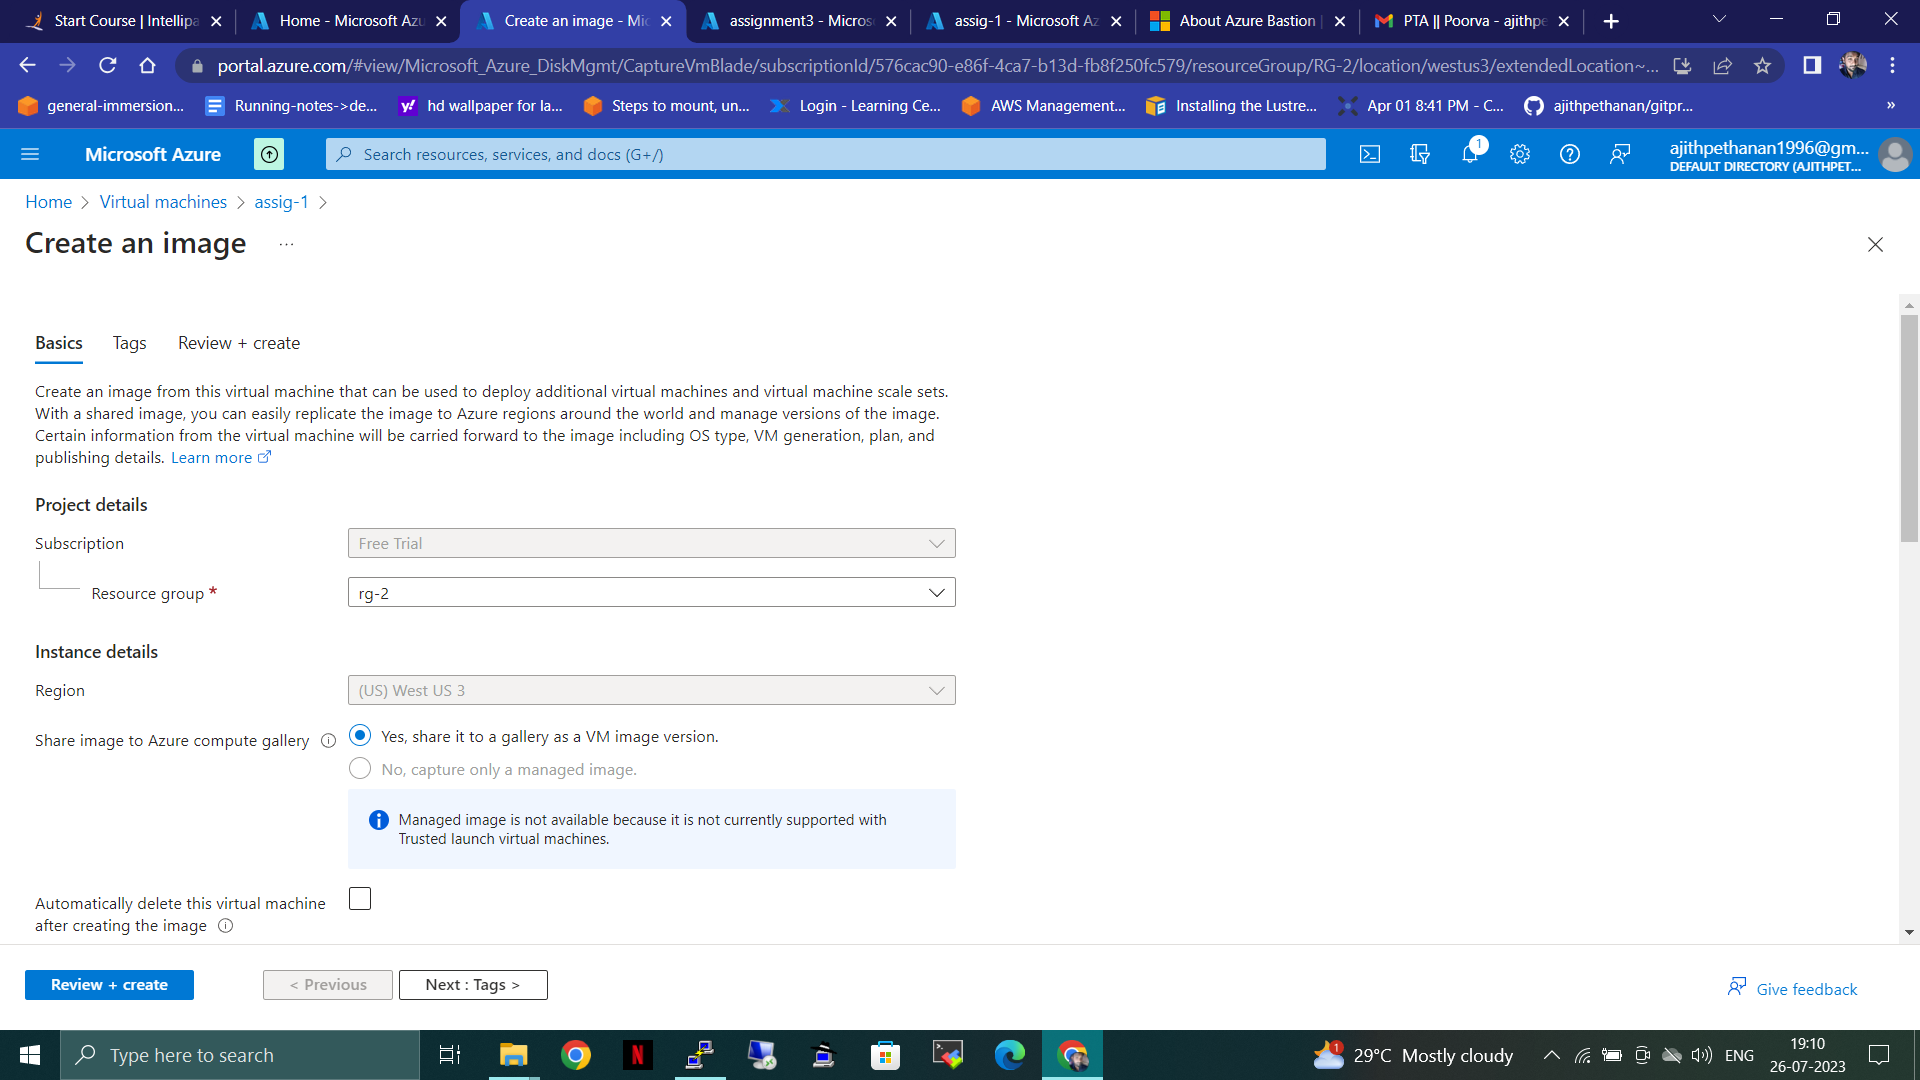 Start Course | Intellipa
Home - Microsoft Azu
Create an image - Mic
assignment3 - Micros
assig-1 - Microsoft Az
About Azure Bastion |
PTA || Poorva - ajithpe
portal.azure.com/#view/Microsoft_Azure_DiskMgmt/CaptureVmBlade/subscriptionId/576cac90-e86f-4ca7-b13d-fb8f250fc579/resourceGroup/RG-2/location/westus3/extendedLocation~...
general-immersion...
Running-notes->de...
hd wallpaper for la...
Steps to mount, un...
Login - Learning Ce...
AWS Management...
Installing the Lustre...
Apr 01 8:41 PM - C...
ajithpethanan/gitpr...
»
Microsoft Azure
Search resources, services, and docs (G+/)
1
ajithpethanan1996@gm...
DEFAULT DIRECTORY (AJITHPET...
Home > Virtual machines > assig-1 >
Create an image ...
Basics
Tags
Review + create
Create an image from this virtual machine that can be used to deploy additional virtual machines and virtual machine scale sets.
With a shared image, you can easily replicate the image to Azure regions around the world and manage versions of the image.
Certain information from the virtual machine will be carried forward to the image including OS type, VM generation, plan, and
publishing details. Learn more
Project details
Subscription
Free Trial
Resource group *
rg-2
Instance details
Region
(US) West US 3
Share image to Azure compute gallery
Yes, share it to a gallery as a VM image version.
No, capture only a managed image.
Managed image is not available because it is not currently supported with
Trusted launch virtual machines.
Automatically delete this virtual machine
after creating the image
Review + create
< Previous
Next : Tags >
Give feedback
Type here to search
1
29°C Mostly cloudy
ENG
19:10
26-07-2023